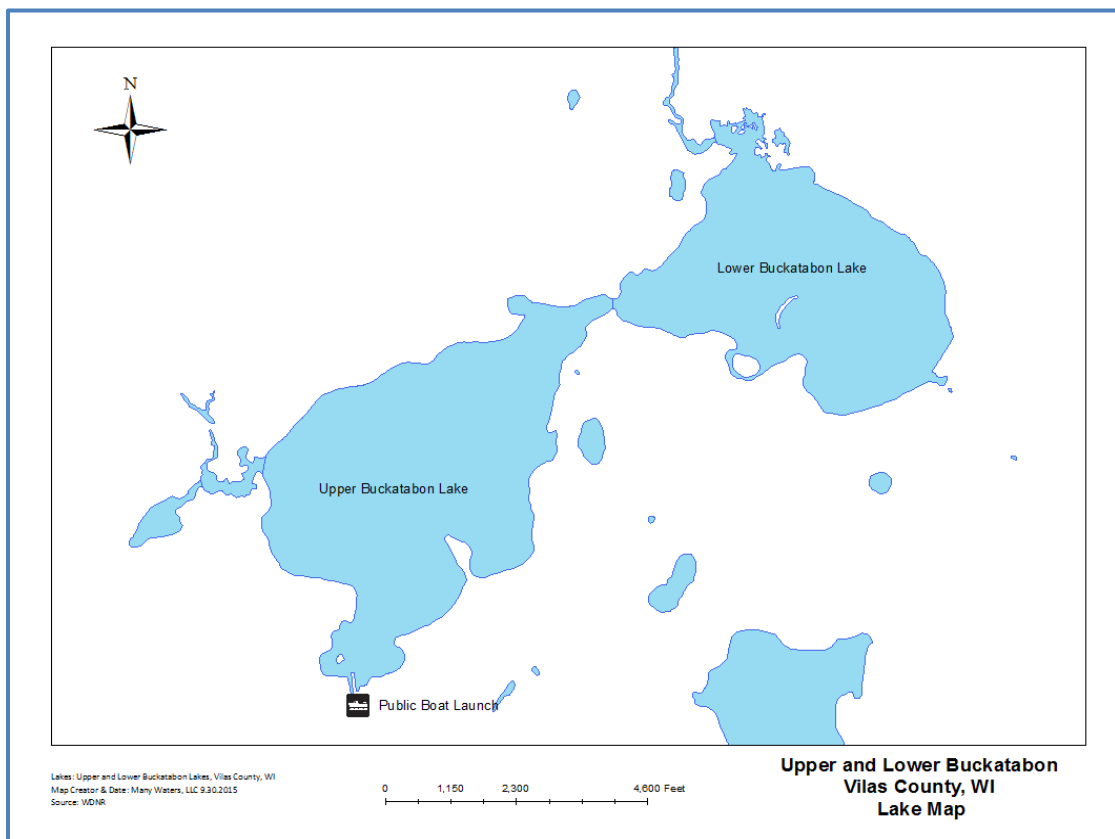 N
Lower Buckatabon Lake
Upper Buckatabon Lake
Public Boat Launch
Lakes: Upper and Lower Buckatabon Lakes, Vilas County, WI
Map Creator & Date: Many Waters, LLC 9.30.2015
Source: WDNR
0 1,150 2,300 4,600 Feet
Upper and Lower Buckatabon
Vilas County, WI
Lake Map